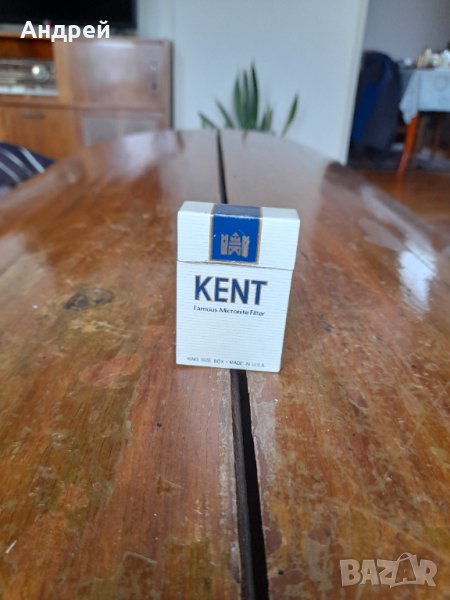 Андрей
KENT
Famous Micronite Filter
KING SIZE BOX · MADE IN U.S.A.
BAZAR